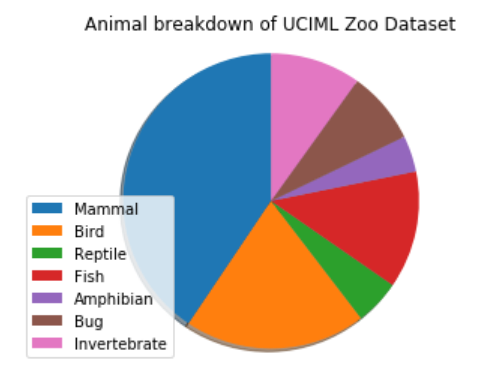 Animal breakdown of UCIML Zoo Dataset
Mammal
Bird
Reptile
Fish
Amphibian
Bug
Invertebrate